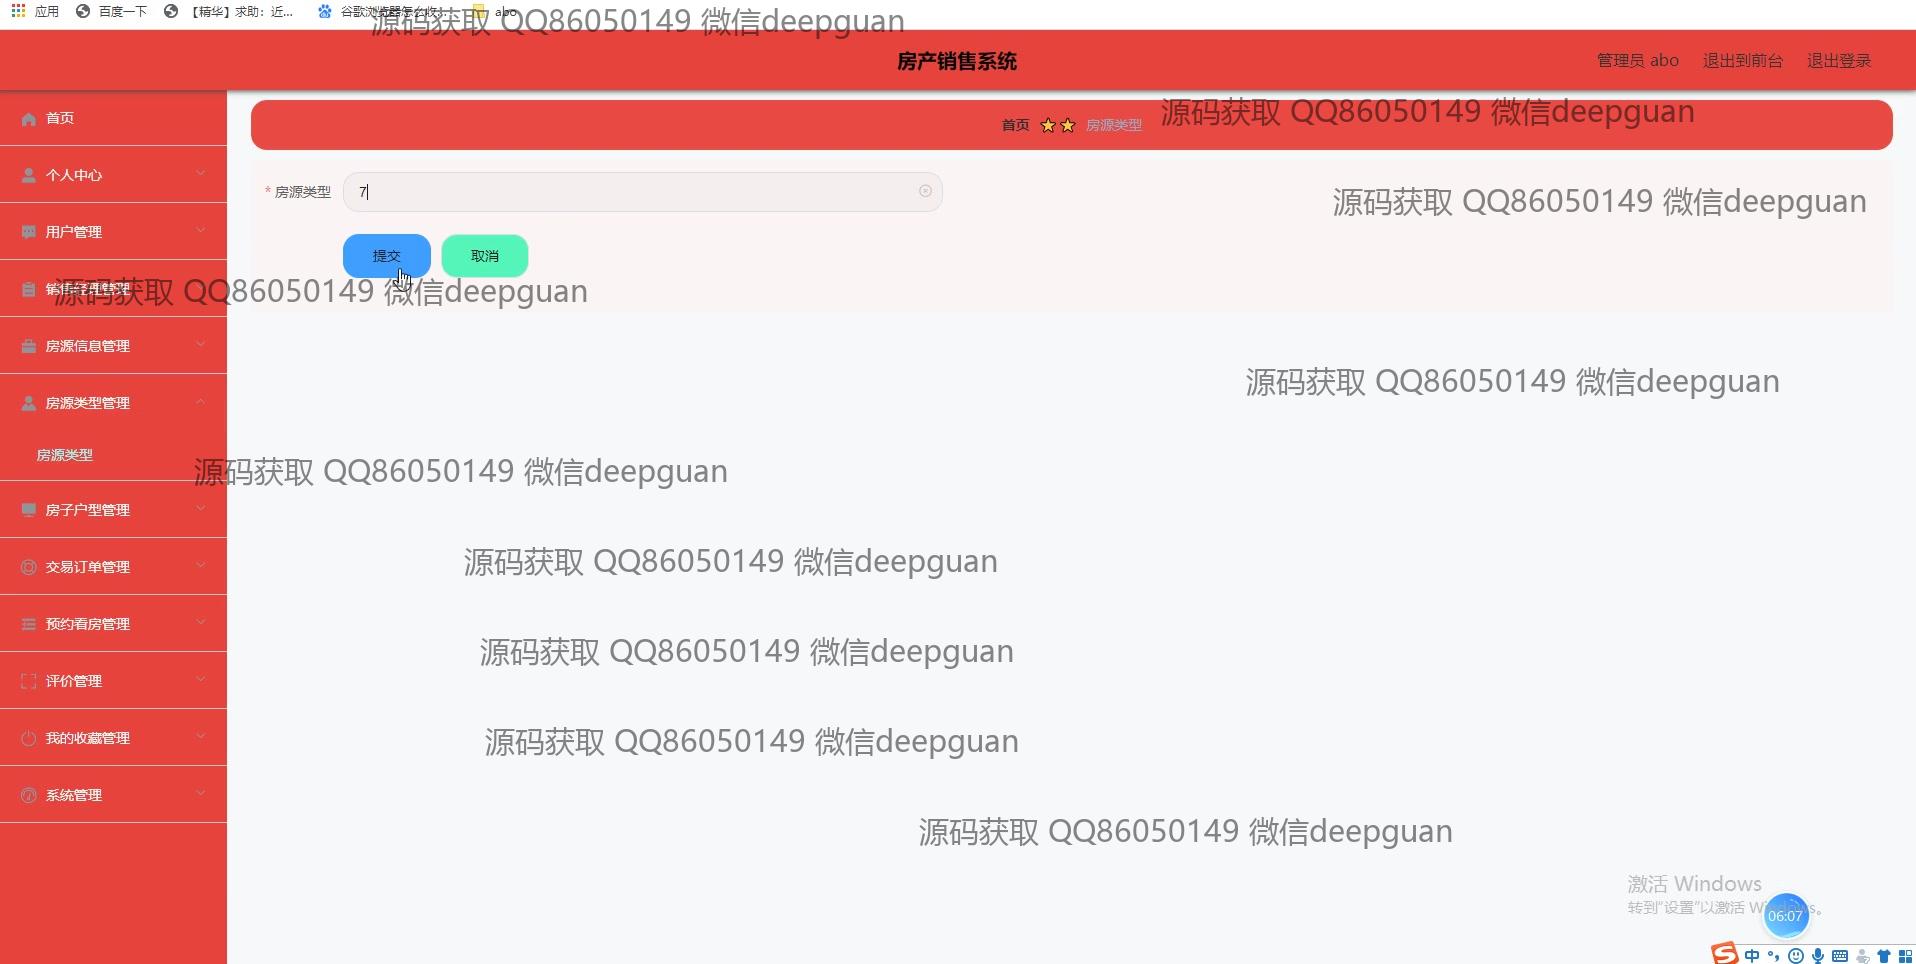 应用 百度一下 【精华】求助：近... 谷歌浏览器怎么收... abo
源码获取 QQ86050149 微信deepguan
房产销售系统
管理员 abo 退出到前台 退出登录
首页 房源类型
源码获取 QQ86050149 微信deepguan
首页
个人中心
* 房源类型 7
源码获取 QQ86050149 微信deepguan
用户管理
提交 取消
销售经理管理
源码获取 QQ86050149 微信deepguan
房源信息管理
源码获取 QQ86050149 微信deepguan
房源类型管理
房源类型
源码获取 QQ86050149 微信deepguan
房子户型管理
交易订单管理
源码获取 QQ86050149 微信deepguan
预约看房管理
源码获取 QQ86050149 微信deepguan
评价管理
我的收藏管理
源码获取 QQ86050149 微信deepguan
系统管理
源码获取 QQ86050149 微信deepguan
激活 Windows
转到“设置”以激活 Windows。
06:07
S 中